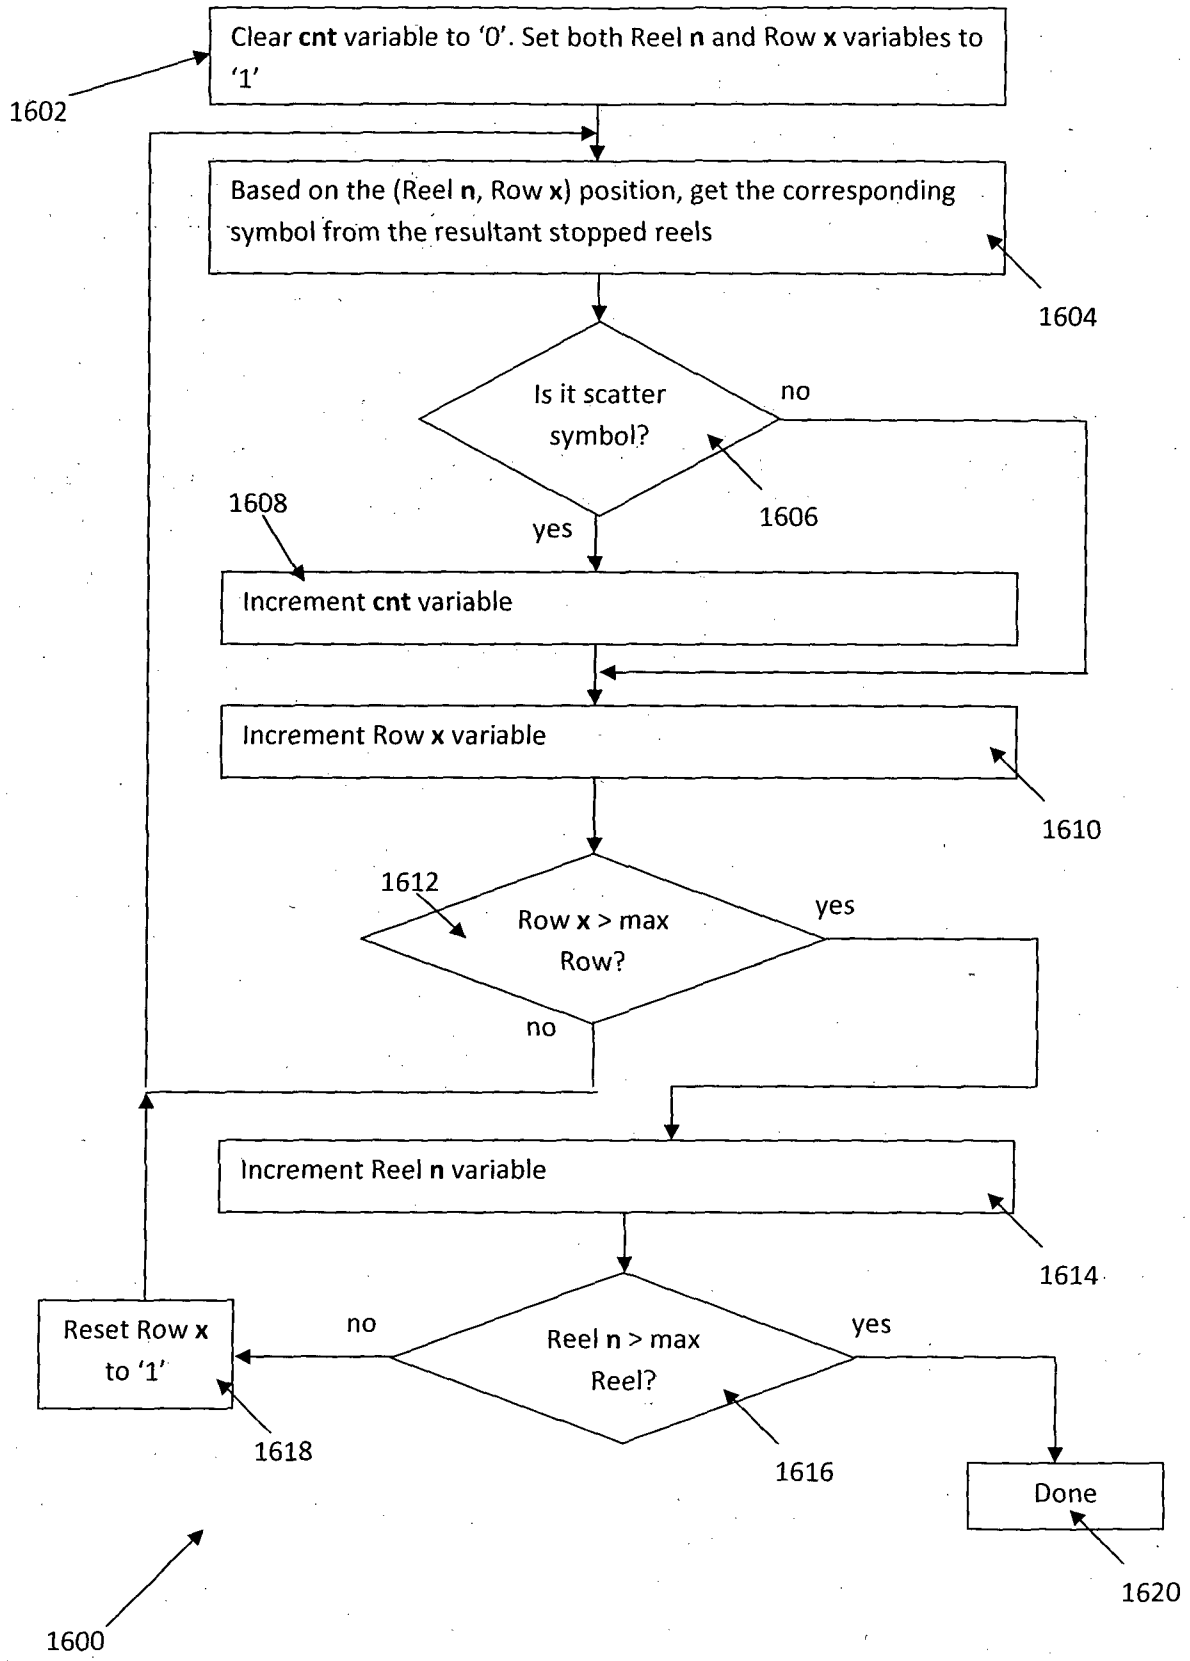 Clear cnt variable to ‘0’. Set both Reel n and Row x variables to
‘1’
1602
Based on the (Reel n, Row x) position, get the corresponding
symbol from the resultant stopped reels
1604
Is it scatter
symbol?
no
1606
yes
1608
Increment cnt variable
Increment Row x variable
1610
1612
Row x > max
Row?
yes
no
Increment Reel n variable
1614
Reel n > max
Reel?
no
yes
Reset Row x
to ‘1’
1618
1616
Done
1620
1600